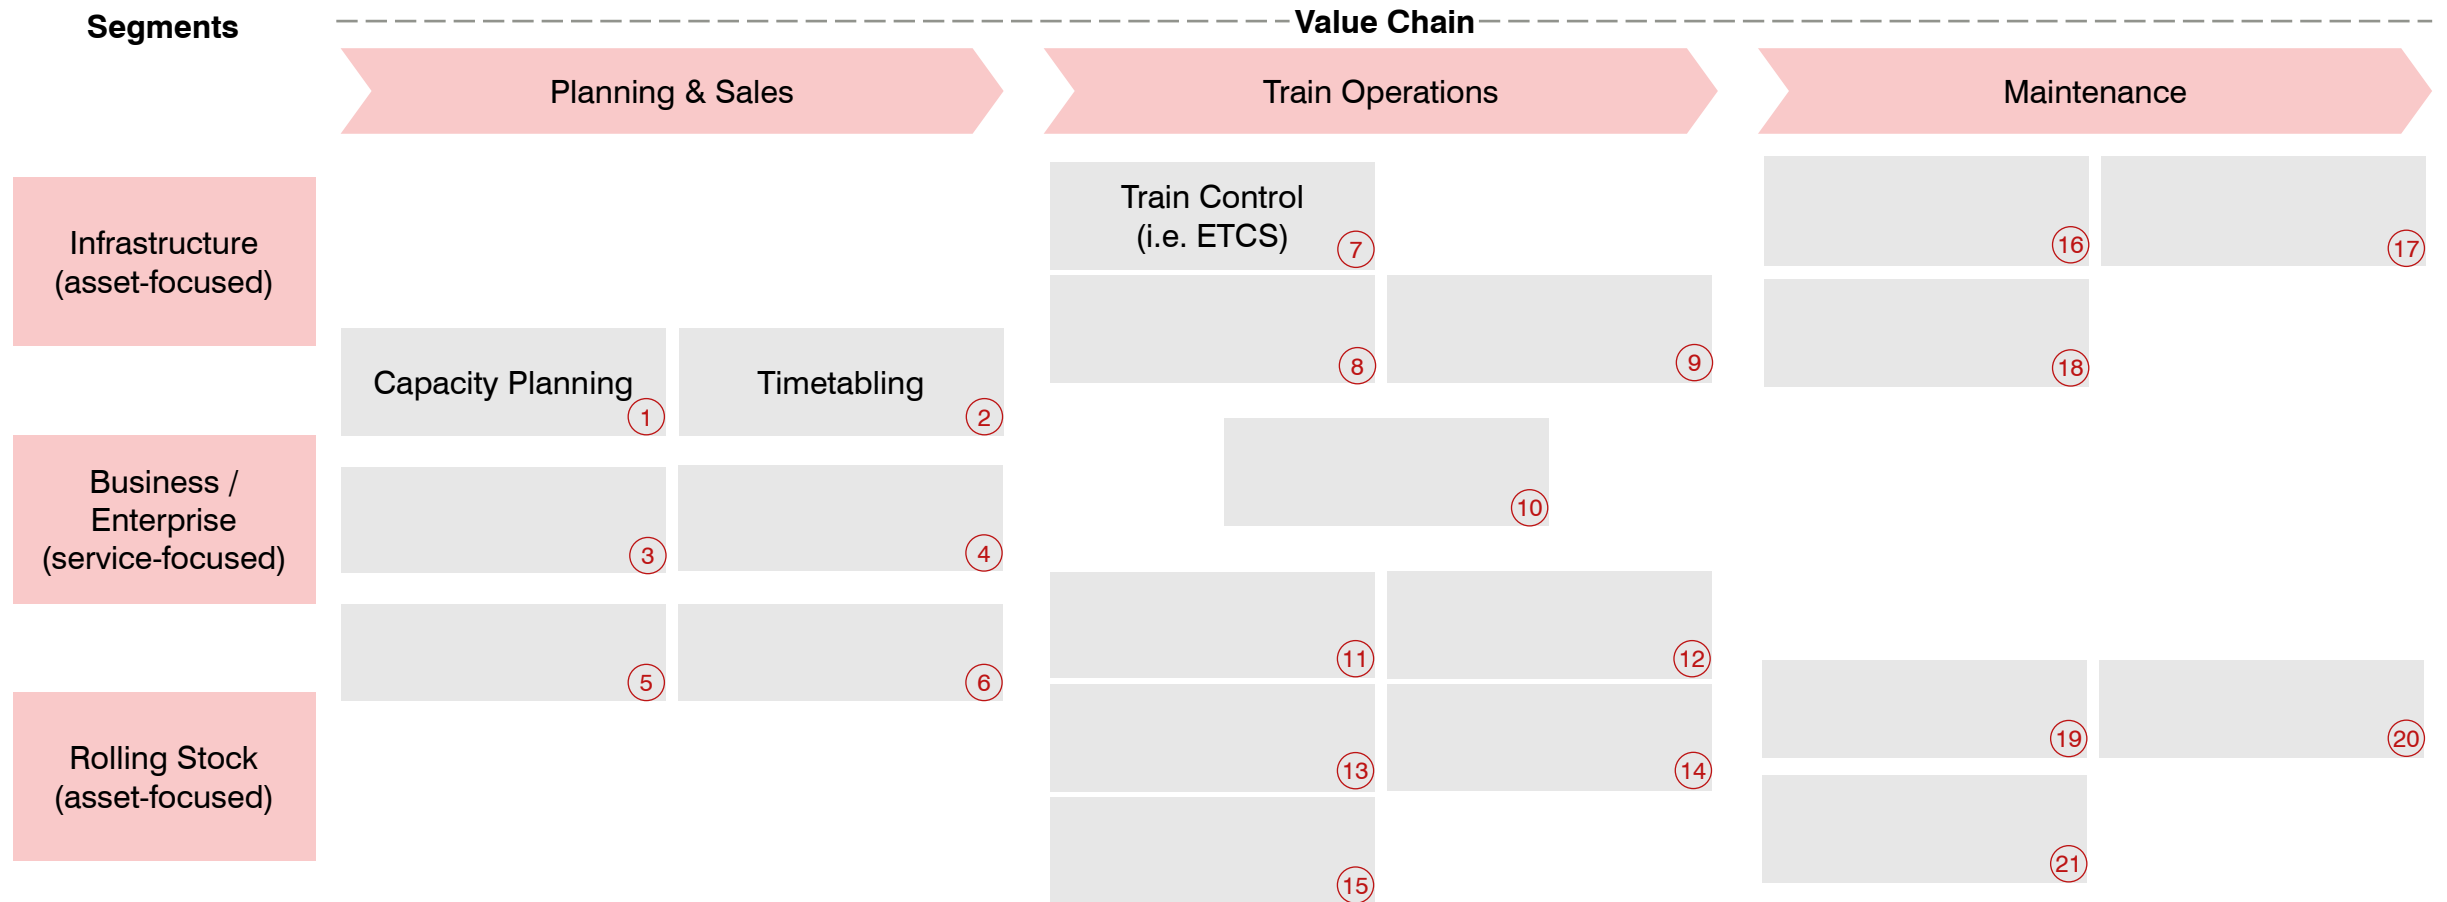 Segments
Value Chain
Planning & Sales
Train Operations
Maintenance
Infrastructure
(asset-focused)
Business /
Enterprise
(service-focused)
Rolling Stock
(asset-focused)
Capacity Planning
1
Timetabling
2
3
4
5
6
Train Control
(i.e. ETCS)
7
8
9
10
11
12
13
14
15
16
17
18
19
20
21